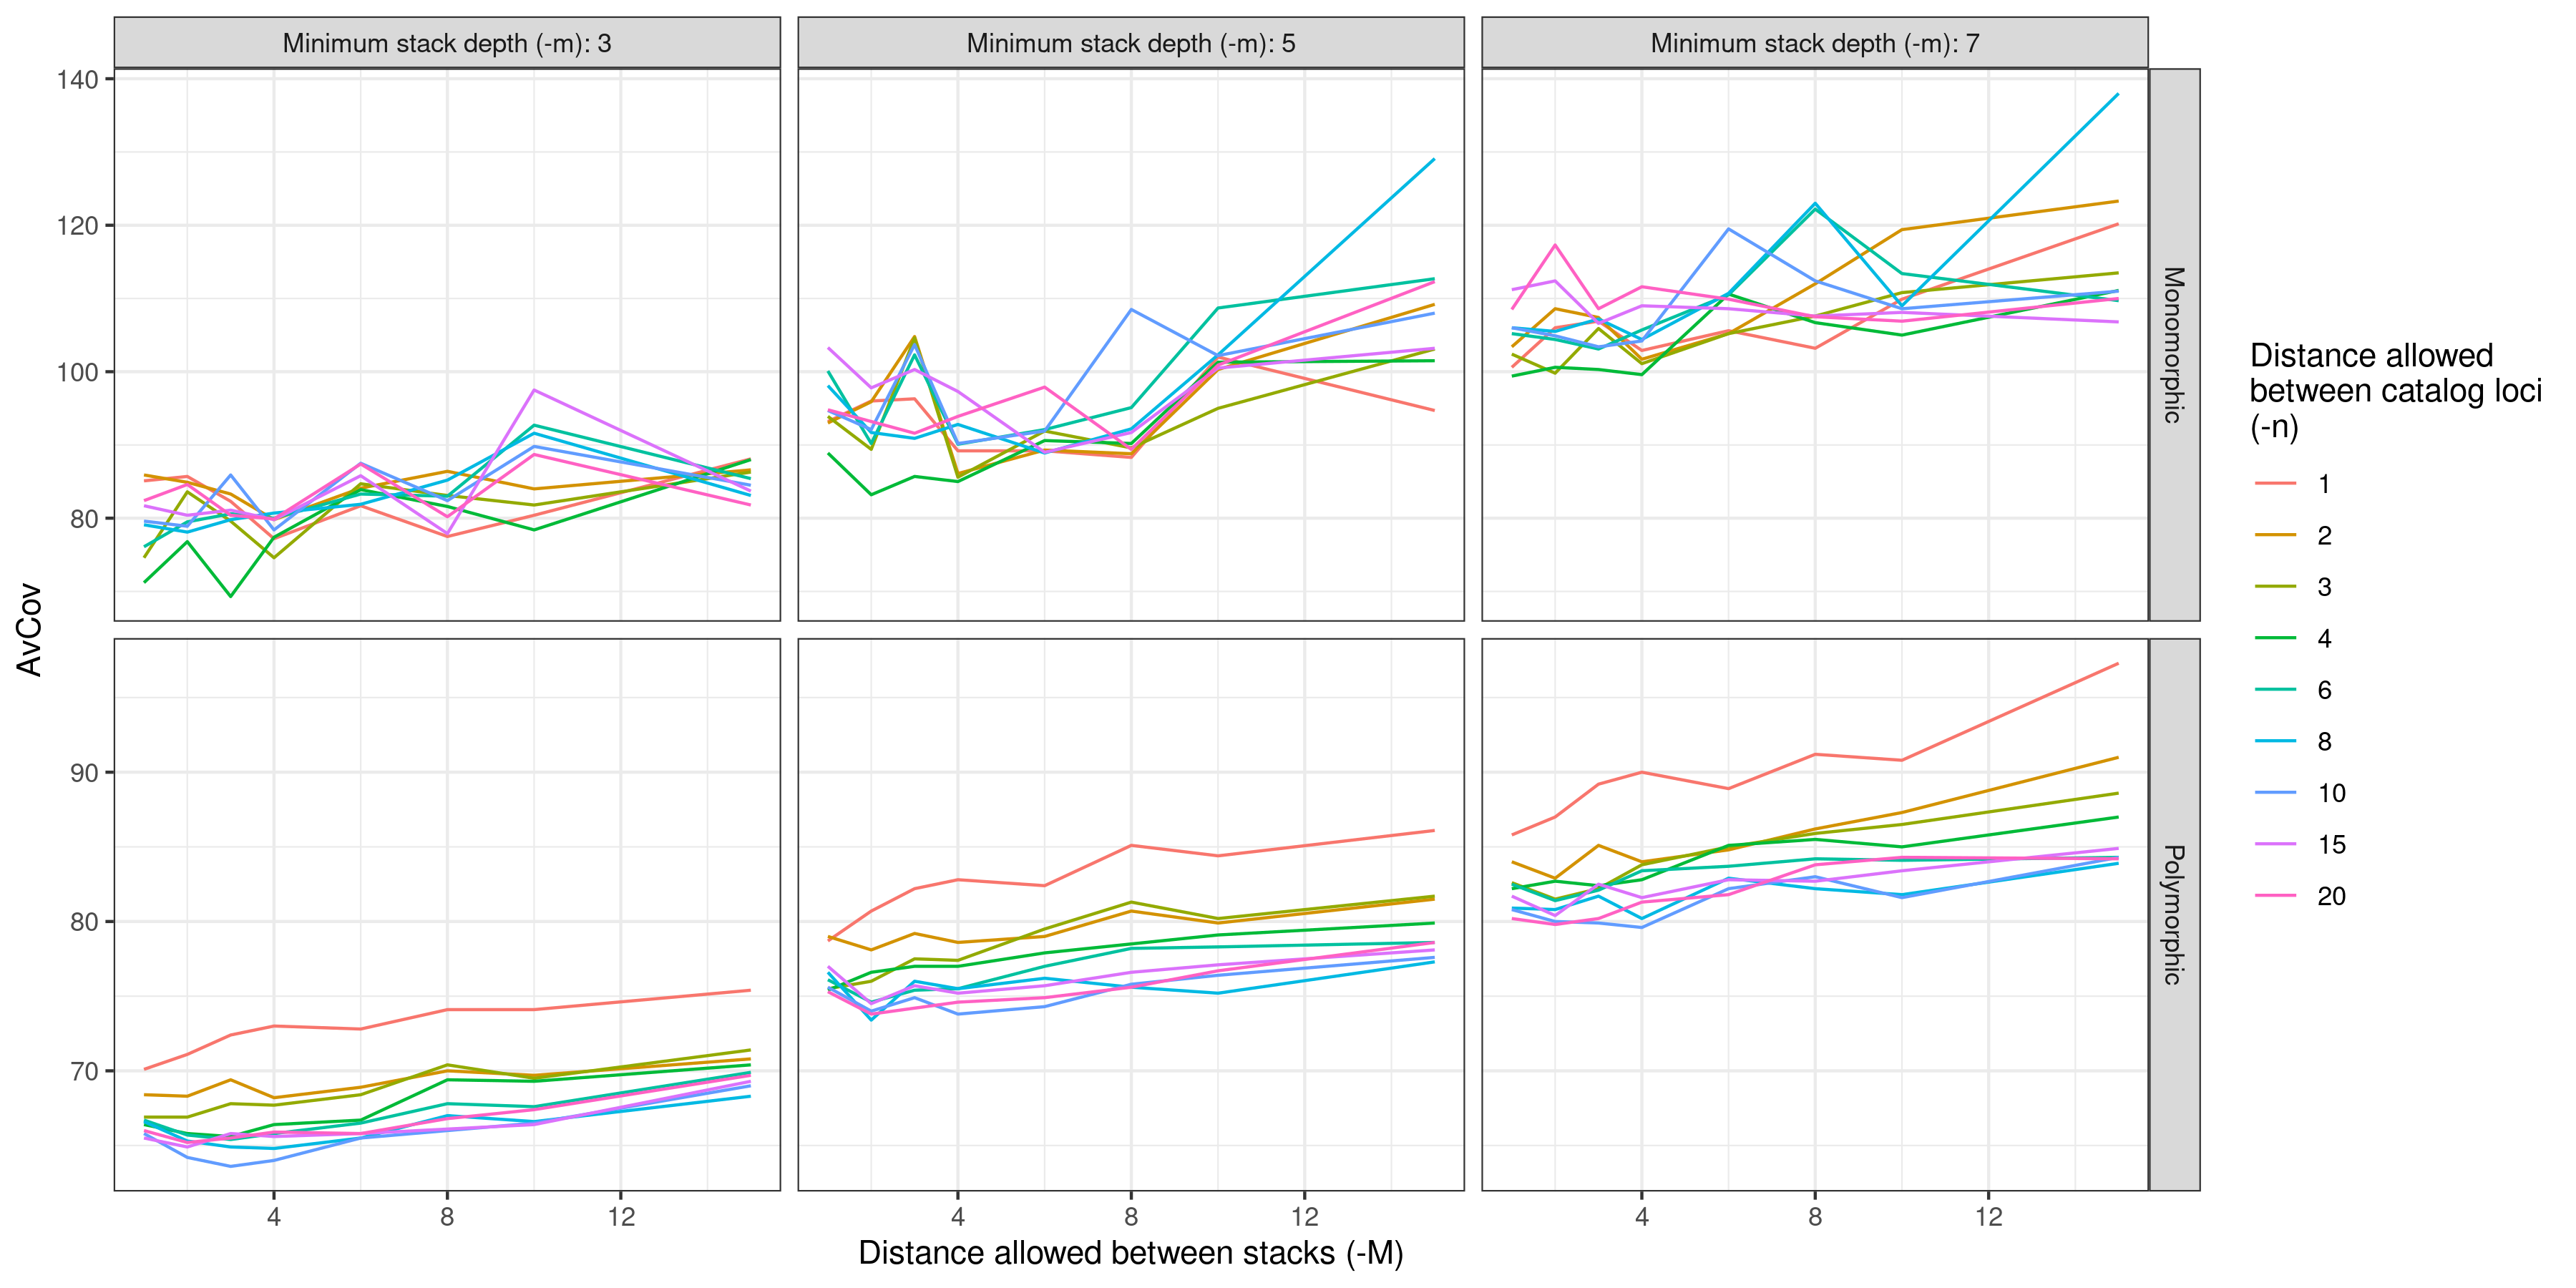 Minimum stack depth (-m): 3
Minimum stack depth (-m): 5
Minimum stack depth (-m): 7
140
120
100
80
Monomorphic
AvCov
90
80
70
Polymorphic
4
8
12
4
8
12
4
8
12
Distance allowed between stacks (-M)
Distance allowed
between catalog loci
(-n)
1
2
3
4
6
8
10
15
20